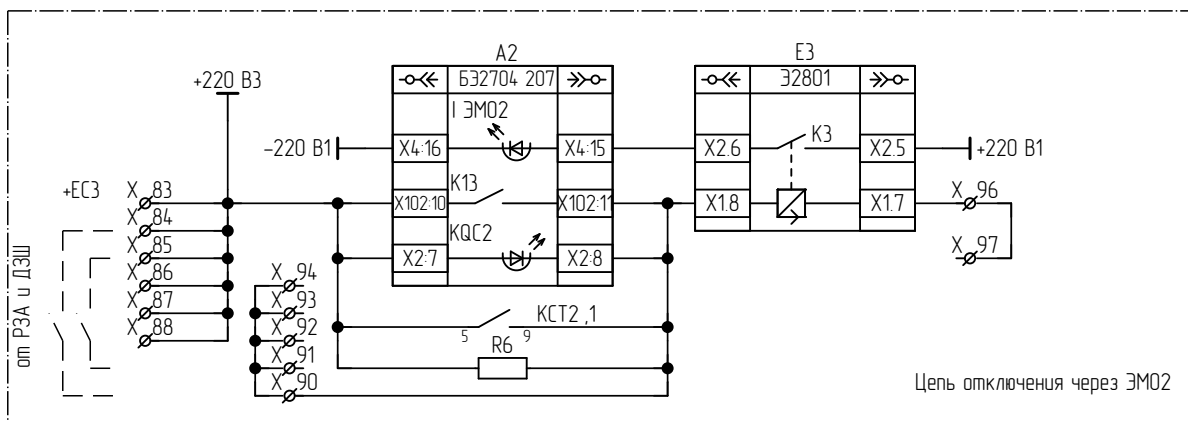 А2
Е3
+220 В3
БЭ2704 207
Э2801
I ЭМО2
К3
−220 В1
Х4:16
Х4:15
Х2.6
Х2.5
+220 В1
+ЕС3
Х 83
К13
Х102:10
Х102:11
Х1.8
Х1.7
Х 96
Х 84
KQC2
Х 85
Х2:7
Х2:8
Х 97
Х 86
Х 94
Х 87
Х 93
КСТ2 ,1
Х 88
Х 92
5
9
от РЗА и ДЗШ
R6
Х 91
Х 90
Цепь отключения через ЭМО2